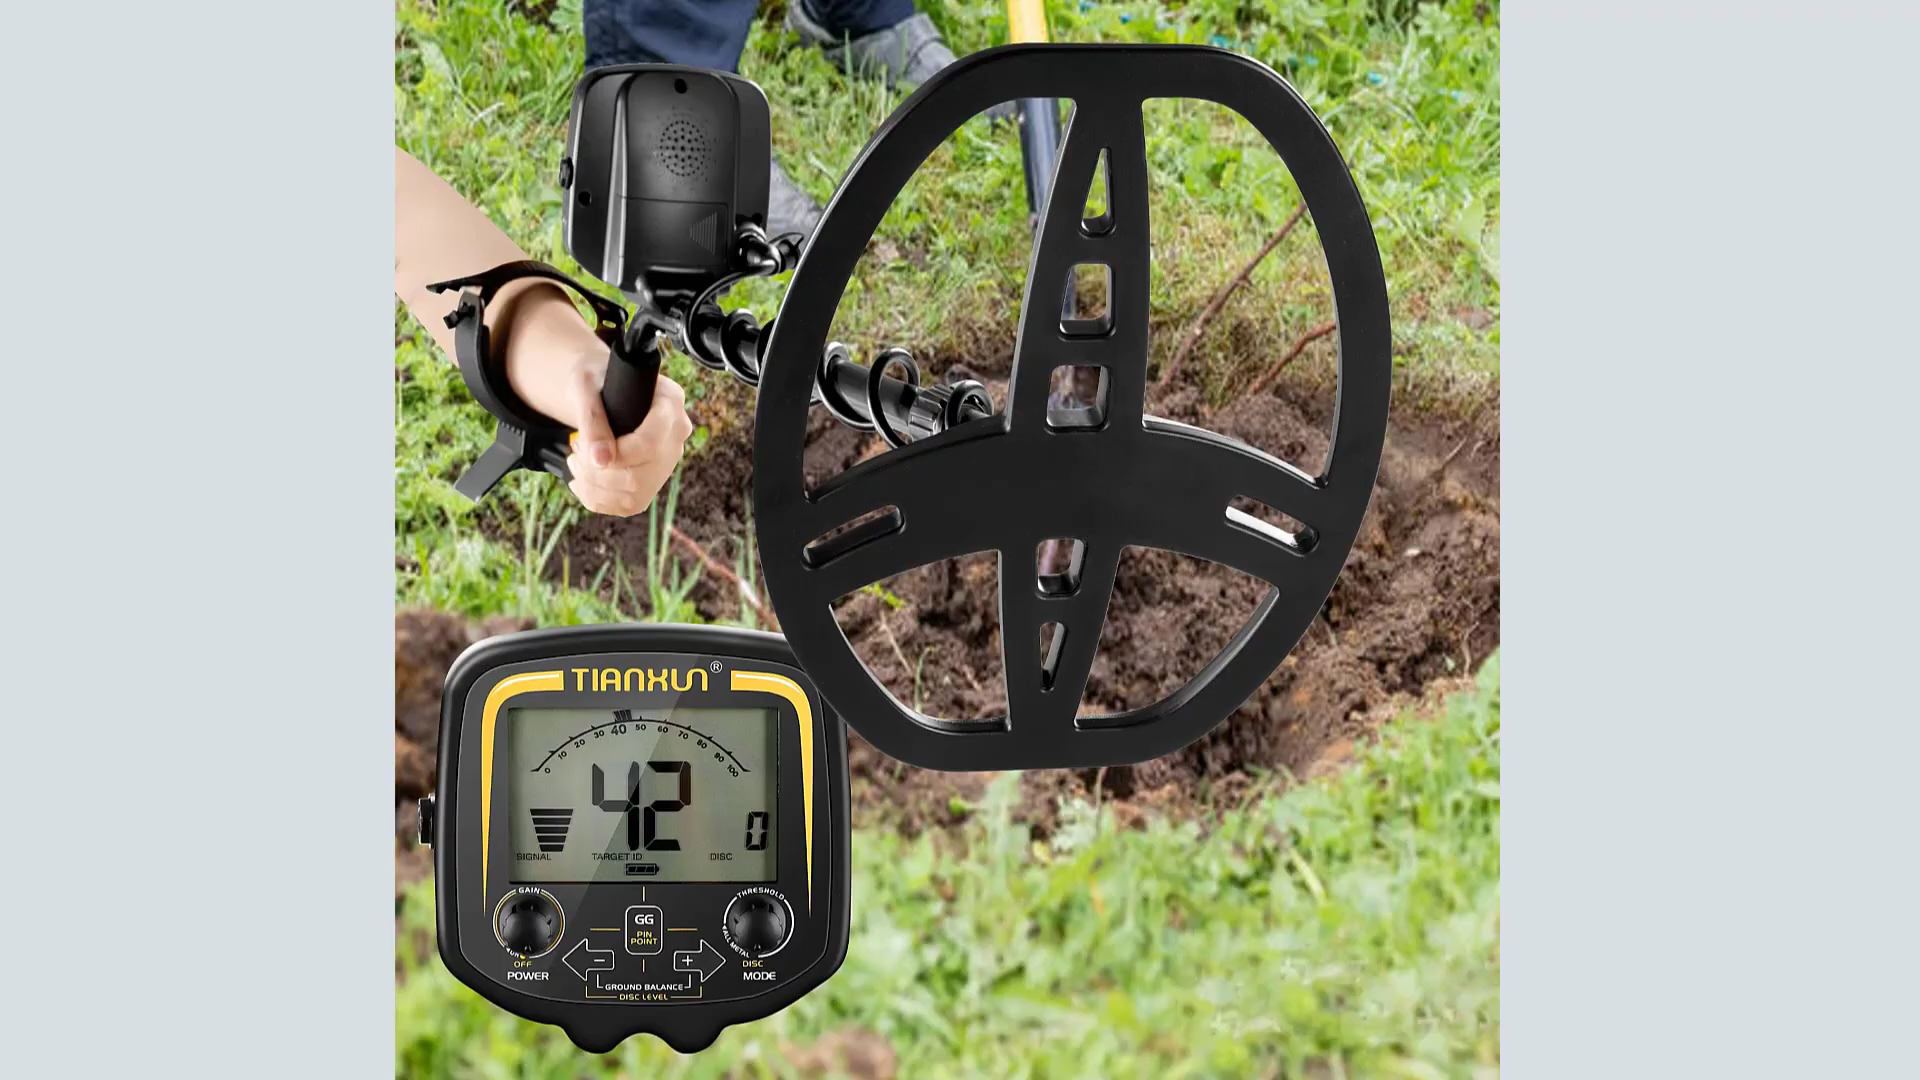 TIANXUN®
0 10 20 30 40 50 60 70 80 90 100
42
0
SIGNAL TARGET ID DISC
GAIN
THRESHOLD
GG
PIN
POINT
ALL METAL
- +
OFF
DISC
POWER
MODE
GROUND BALANCE
DISC LEVEL